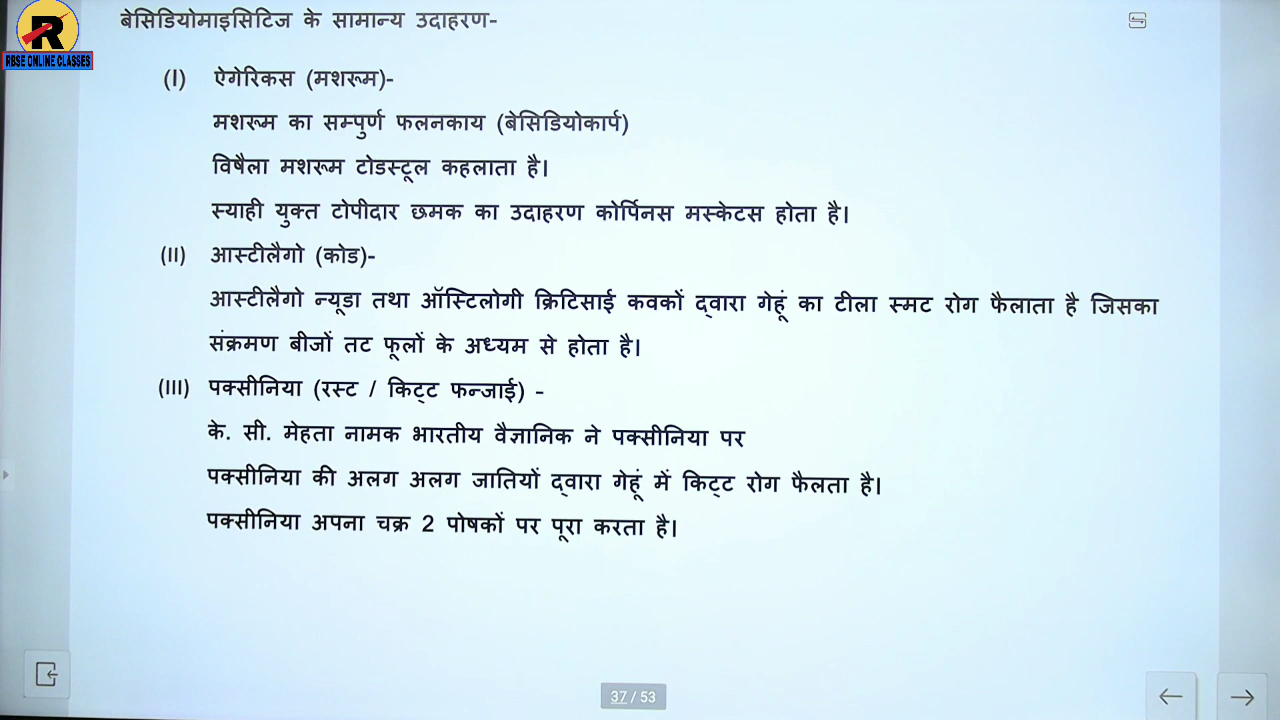 बेसिडियोमाइसिटिज के सामान्य उदाहरण-
RBSE ONLINE CLASSES
(I) ऐगेरिकस (मशरूम)-
मशरूम का सम्पुर्ण फलनकाय (बेसिडियोकार्प)
विषैला मशरूम टोडस्टूल कहलाता है।
स्याही युक्त टोपीदार छमक का उदाहरण कोर्पिनस मस्केटस होता है।
(II) आस्टीलैगो (कोड)-
आस्टीलैगो न्यूडा तथा ऑस्टिलोगी क्रिटिसाई कवकों द्वारा गेहूं का टीला स्मट रोग फैलाता है जिसका
संक्रमण बीजों तट फूलों के अध्यम से होता है।
(III) पक्सीनिया (रस्ट / किट्ट फन्जाई) -
के. सी. मेहता नामक भारतीय वैज्ञानिक ने पक्सीनिया पर
पक्सीनिया की अलग अलग जातियों द्वारा गेहूं में किट्ट रोग फैलता है।
पक्सीनिया अपना चक्र 2 पोषकों पर पूरा करता है।
37 / 53